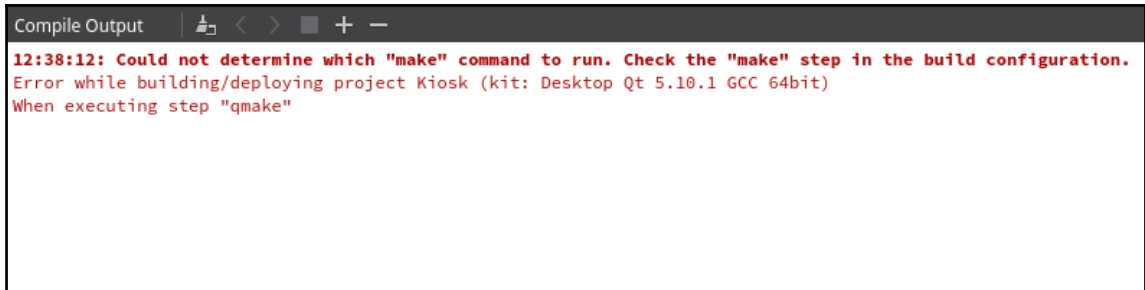 Compile Output
12:38:12: Could not determine which "make" command to run. Check the "make" step in the build configuration.
Error while building/deploying project Kiosk (kit: Desktop Qt 5.10.1 GCC 64bit)
When executing step "qmake"